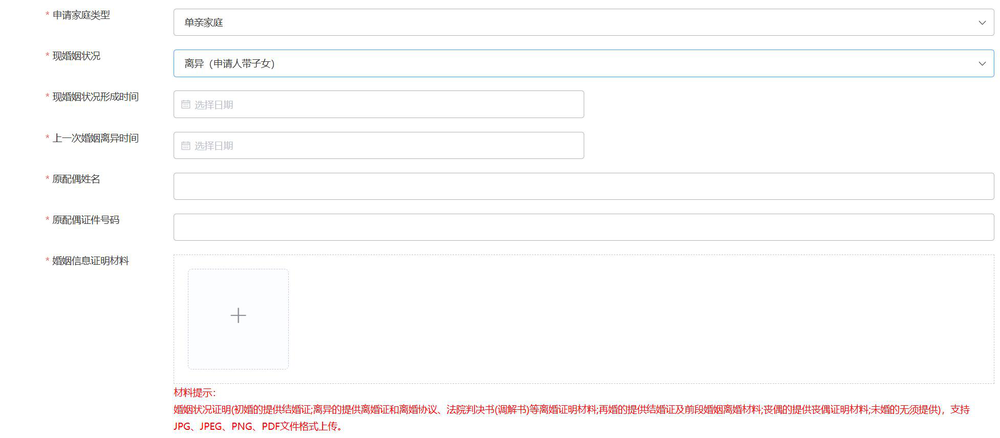 * 申请家庭类型
单亲家庭
* 现婚姻状况
离异（申请人带子女）
* 现婚姻状况形成时间
选择日期
* 上一次婚姻离异时间
选择日期
* 原配偶姓名
* 原配偶证件号码
* 婚姻信息证明材料
材料提示：
婚姻状况证明(初婚的提供结婚证;离异的提供离婚证和离婚协议、法院判决书(调解书)等离婚证明材料;再婚的提供结婚证及前段婚姻离婚材料;丧偶的提供丧偶证明材料;未婚的无须提供)，支持
JPG、JPEG、PNG、PDF文件格式上传。